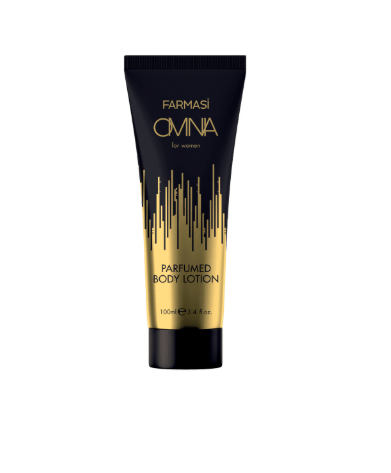 FARMASİ
OMNIA
for women
PARFUMED
BODY LOTION
100ml ℮ 3.4 fl. oz.